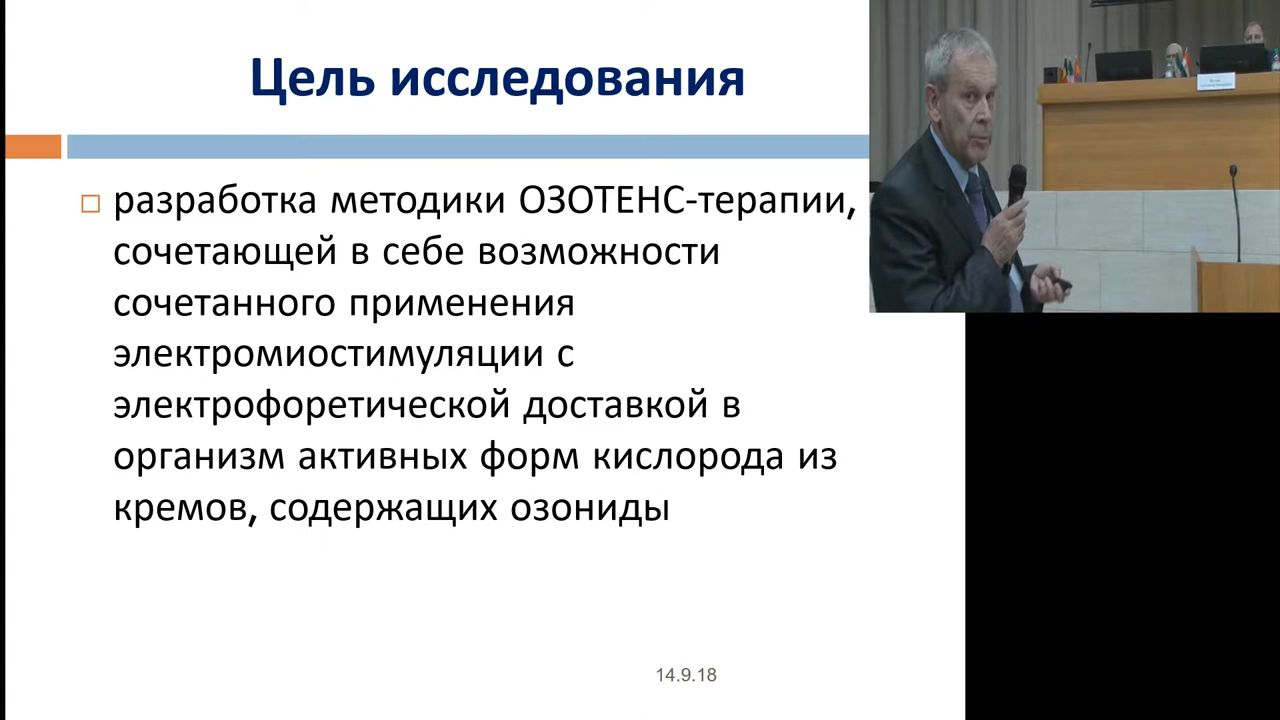 Цель исследования
разработка методики ОЗОТЕНС-терапии,
сочетающей в себе возможности
сочетанного применения
электромиостимуляции с
электрофоретической доставкой в
организм активных форм кислорода из
кремов, содержащих озониды
14.9.18